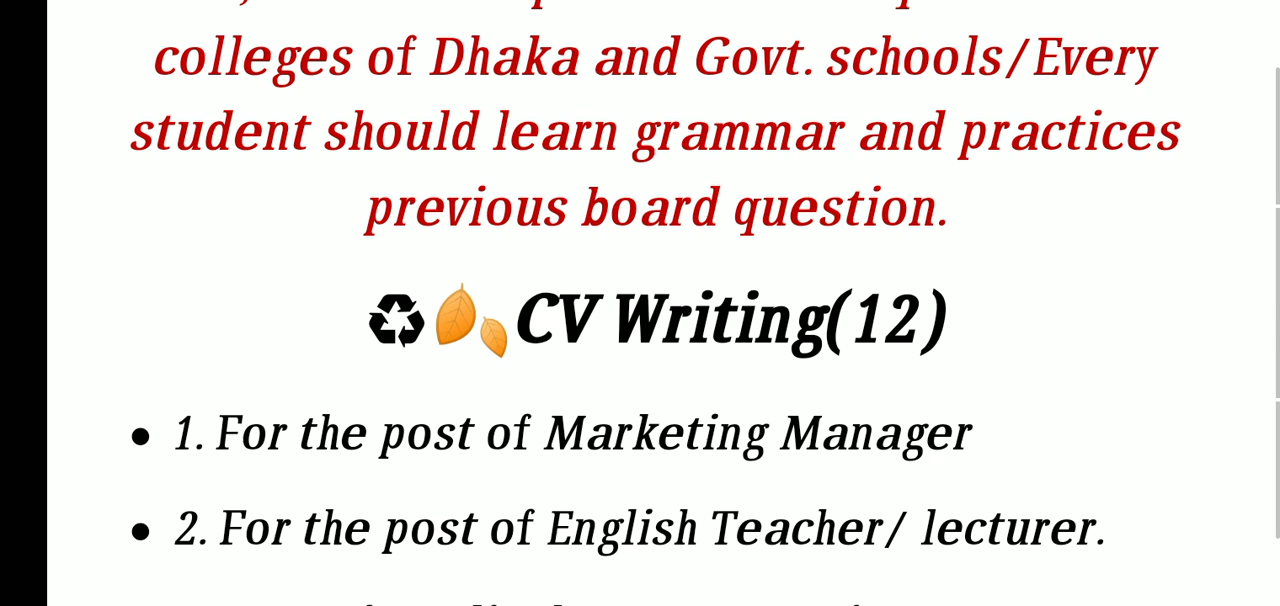 colleges of Dhaka and Govt. schools/Every
student should learn grammar and practices
previous board question.
♻🍂CV Writing(12)
• 1. For the post of Marketing Manager
• 2. For the post of English Teacher/ lecturer.